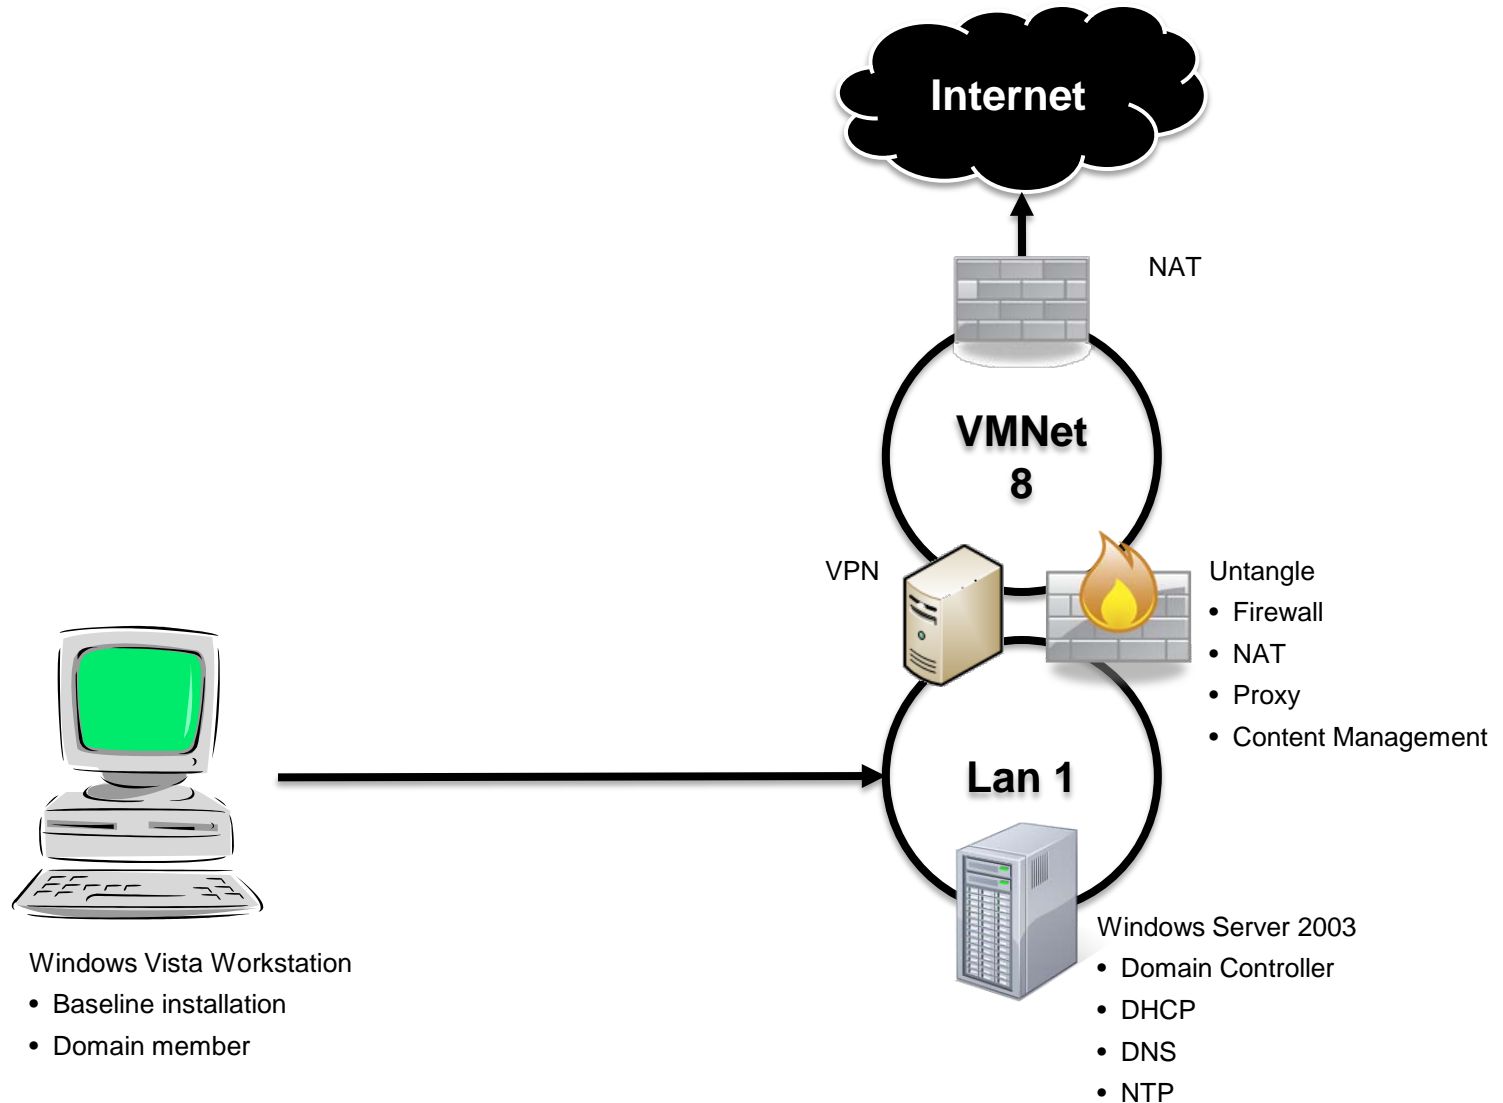 Internet
NAT
VMNet
8
VPN
Untangle
• Firewall
• NAT
• Proxy
• Content Management
Lan 1
Windows Vista Workstation
• Baseline installation
• Domain member
Windows Server 2003
• Domain Controller
• DHCP
• DNS
• NTP